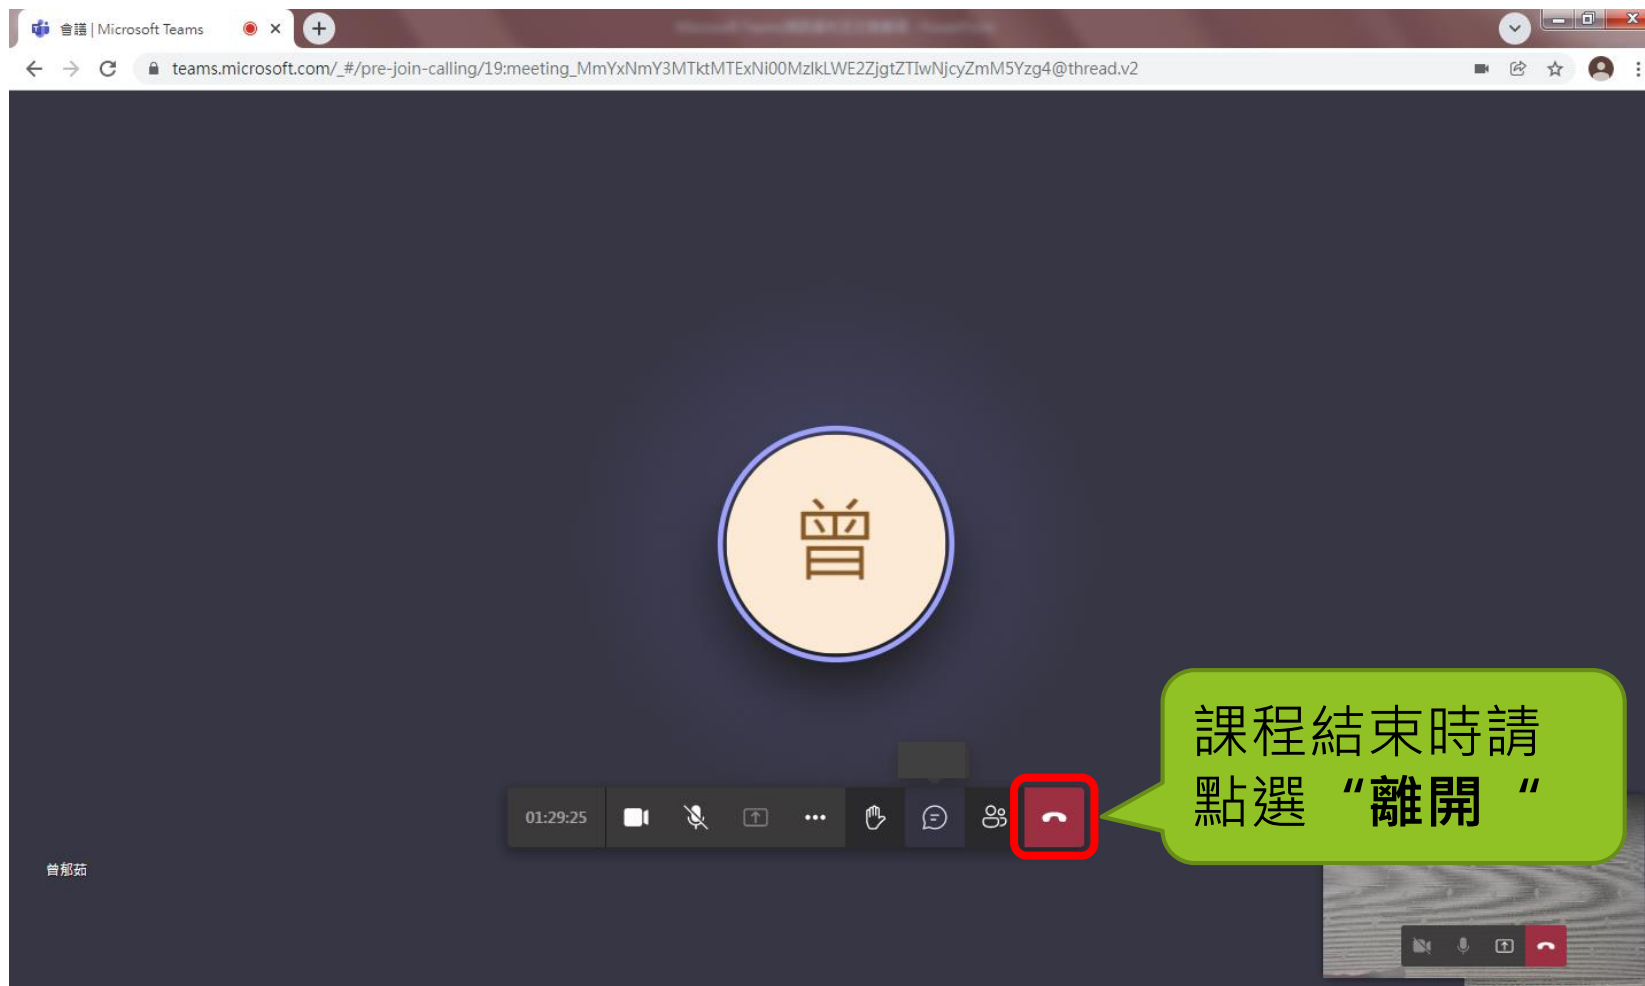 會議 | Microsoft Teams
teams.microsoft.com/_#/pre-join-calling/19:meeting_MmYxNmY3MTktMTExNi00MzlkLWE2ZjgtZTIwNjcyZmM5Yzg4@thread.v2
曾
課程結束時請
點選“離開“
01:29:25
曾郁茹